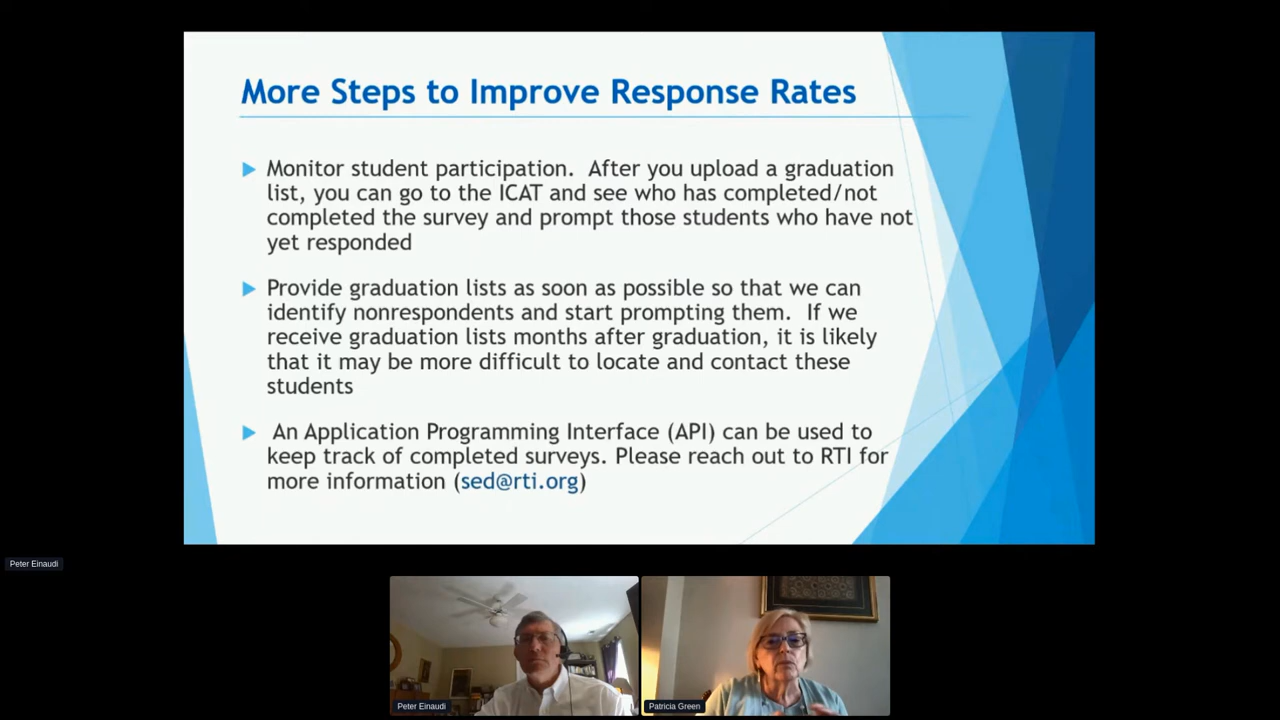 More Steps to Improve Response Rates
Monitor student participation. After you upload a graduation
list, you can go to the ICAT and see who has completed/not
completed the survey and prompt those students who have not
yet responded
Provide graduation lists as soon as possible so that we can
identify nonrespondents and start prompting them. If we
receive graduation lists months after graduation, it is likely
that it may be more difficult to locate and contact these
students
An Application Programming Interface (API) can be used to
keep track of completed surveys. Please reach out to RTI for
more information (sed@rti.org)
Peter Einaudi
Peter Einaudi
Patricia Green